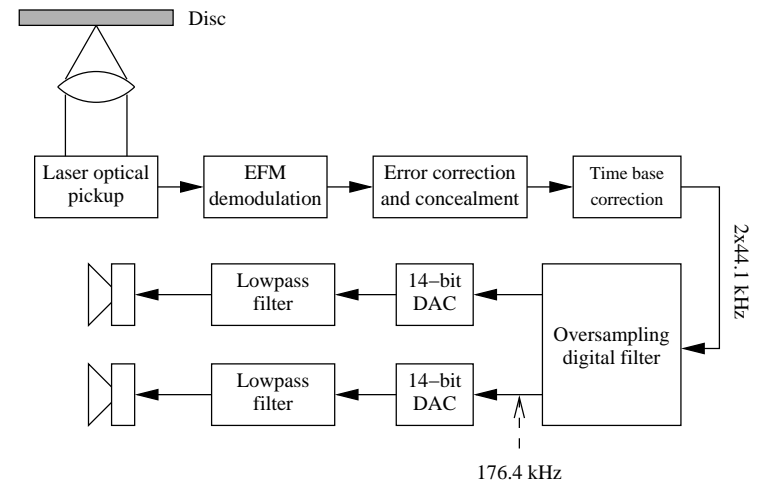 Disc
Laser optical
pickup
EFM
demodulation
Error correction
and concealment
Time base
correction
2x44.1 kHz
Lowpass
filter
14−bit
DAC
Oversampling
digital filter
Lowpass
filter
14−bit
DAC
176.4 kHz